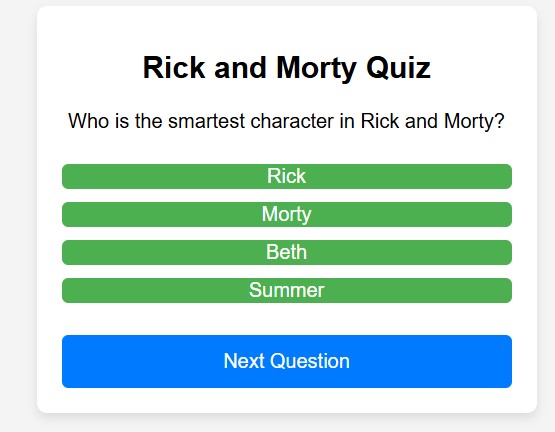 Rick and Morty Quiz
Who is the smartest character in Rick and Morty?
Rick
Morty
Beth
Summer
Next Question